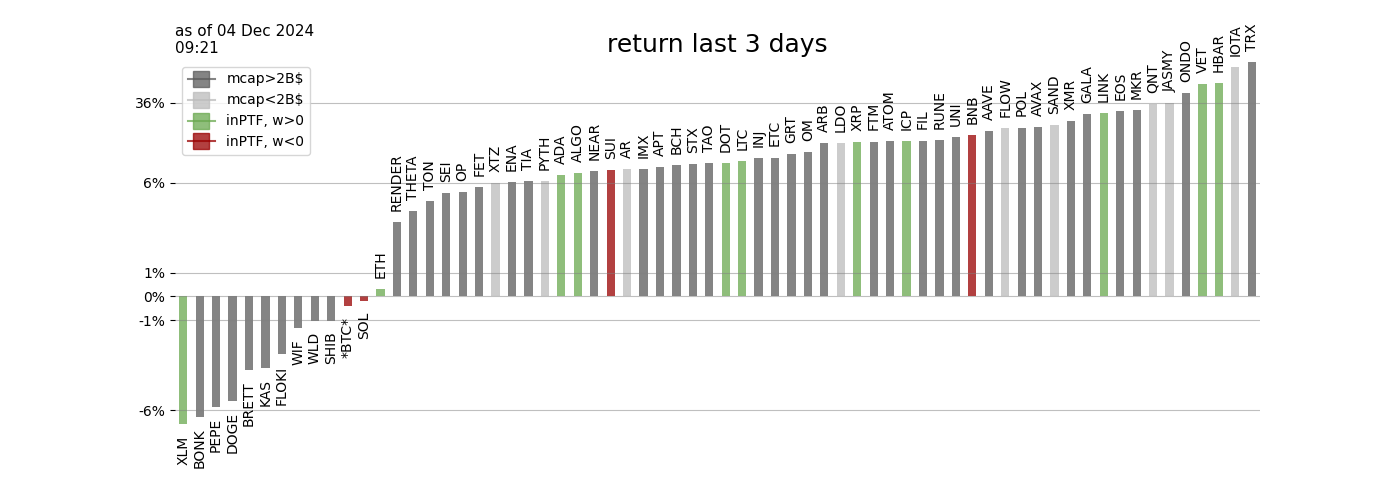 as of 04 Dec 2024
09:21
return last 3 days
mcap>2B$
mcap<2B$
inPTF, w>0
inPTF, w<0
36%
6%
1%
0%
-1%
-6%
XLM
BONK
PEPE
DOGE
BRETT
KAS
FLOKI
WIF
WLD
SHIB
*BTC*
SOL
ETH
RENDER
THETA
TON
SEI
OP
FET
XTZ
ENA
TIA
PYTH
ADA
ALGO
NEAR
SUI
AR
IMX
APT
BCH
STX
TAO
DOT
LTC
INJ
ETC
GRT
OM
ARB
LDO
XRP
FTM
ATOM
ICP
FIL
RUNE
UNI
BNB
AAVE
FLOW
POL
AVAX
SAND
XMR
GALA
LINK
EOS
MKR
QNT
JASMY
ONDO
VET
HBAR
IOTA
TRX